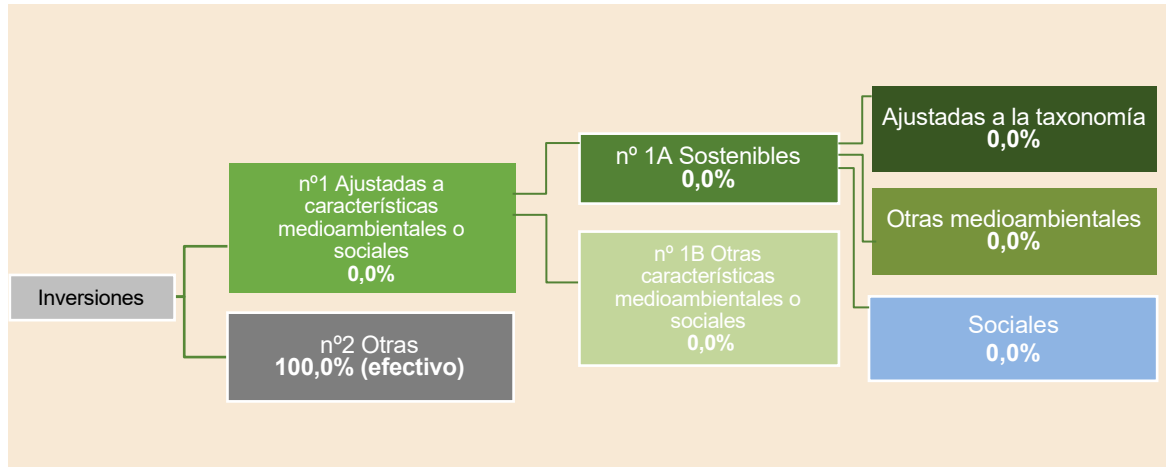 Inversiones
nº1 Ajustadas a
características
medioambientales o
sociales
0,0%
nº2 Otras
100,0% (efectivo)
nº 1A Sostenibles
0,0%
nº 1B Otras
características
medioambientales o
sociales
0,0%
Ajustadas a la taxonomía
0,0%
Otras medioambientales
0,0%
Sociales
0,0%